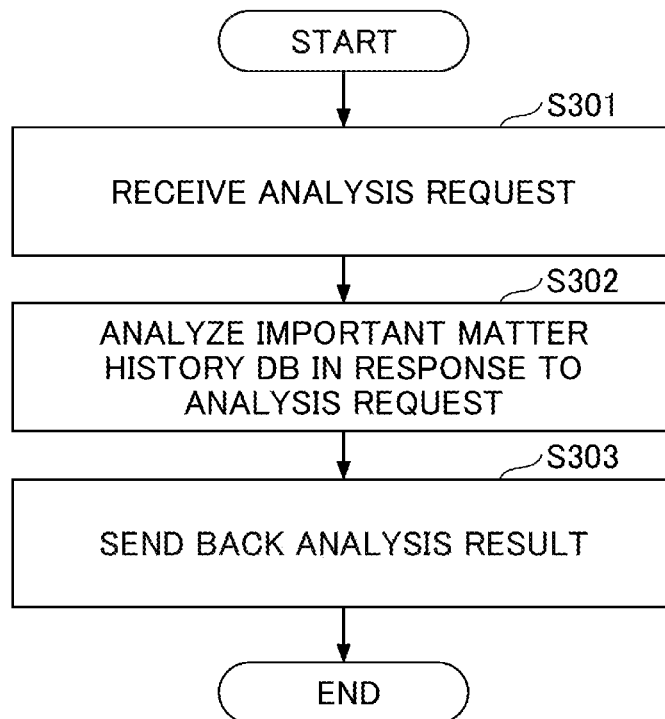 START
S301
RECEIVE ANALYSIS REQUEST
S302
ANALYZE IMPORTANT MATTER
HISTORY DB IN RESPONSE TO
ANALYSIS REQUEST
S303
SEND BACK ANALYSIS RESULT
END